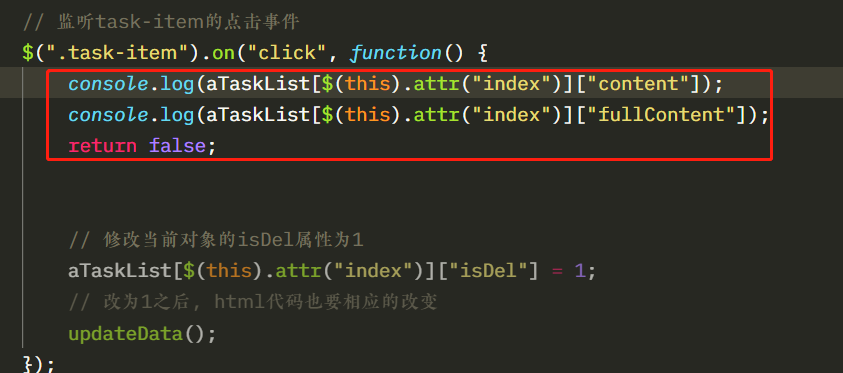 // 监听task-item的点击事件
$(".task-item").on("click", function() {
console.log(aTaskList[$(this).attr("index")]["content"]);
console.log(aTaskList[$(this).attr("index")]["fullContent"]);
return false;
// 修改当前对象的isDel属性为1
aTaskList[$(this).attr("index")]["isDel"] = 1;
// 改为1之后, html代码也要相应的改变
updateData();
});